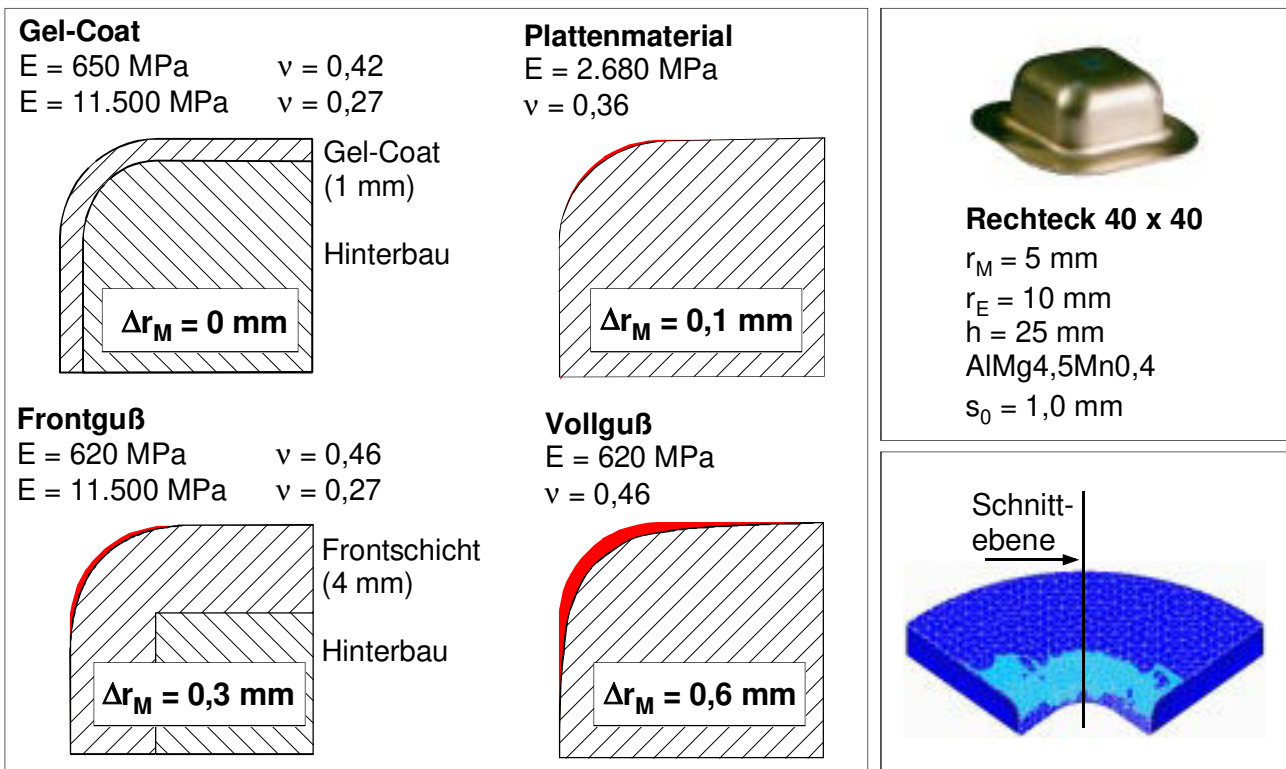 Gel-Coat
E = 650 MPa ν = 0,42
E = 11.500 MPa ν = 0,27
Gel-Coat
(1 mm)
Hinterbau
Δr_M = 0 mm
Plattenmaterial
E = 2.680 MPa
ν = 0,36
Δr_M = 0,1 mm
Frontguß
E = 620 MPa ν = 0,46
E = 11.500 MPa ν = 0,27
Frontschicht
(4 mm)
Hinterbau
Δr_M = 0,3 mm
Vollguß
E = 620 MPa
ν = 0,46
Δr_M = 0,6 mm
Rechteck 40 x 40
r_M = 5 mm
r_E = 10 mm
h = 25 mm
AlMg4,5Mn0,4
s_0 = 1,0 mm
Schnitt-
ebene